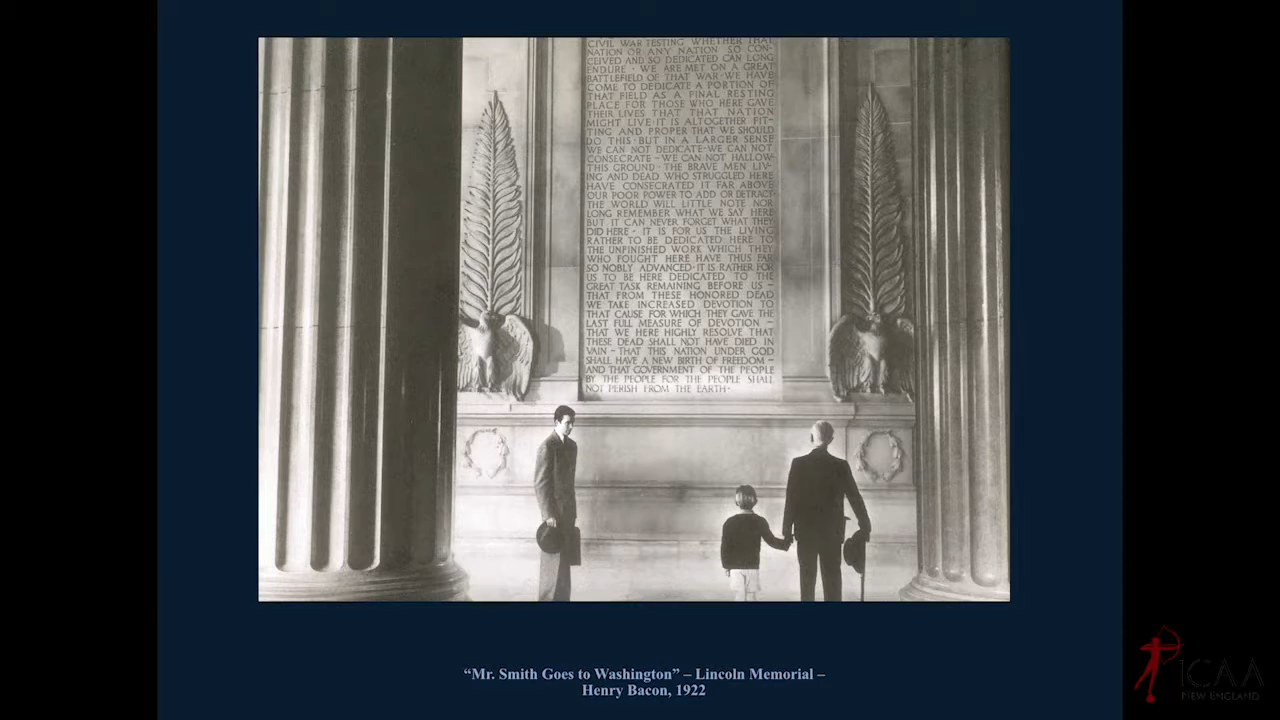 CIVIL WAR TESTING WHETHER THAT
NATION OR ANY NATION SO CON-
CEIVED AND SO DEDICATED CAN LONG
ENDURE · WE ARE MET ON A GREAT
BATTLEFIELD OF THAT WAR · WE HAVE
COME TO DEDICATE A PORTION OF
THAT FIELD AS A FINAL RESTING
PLACE FOR THOSE WHO HERE GAVE
THEIR LIVES THAT THAT NATION
MIGHT LIVE · IT IS ALTOGETHER FIT-
TING AND PROPER THAT WE SHOULD
DO THIS · BUT IN A LARGER SENSE
WE CAN NOT DEDICATE – WE CAN NOT
CONSECRATE – WE CAN NOT HALLOW –
THIS GROUND · THE BRAVE MEN LIV-
ING AND DEAD WHO STRUGGLED HERE
HAVE CONSECRATED IT FAR ABOVE
OUR POOR POWER TO ADD OR DETRACT
THE WORLD WILL LITTLE NOTE NOR
LONG REMEMBER WHAT WE SAY HERE
BUT IT CAN NEVER FORGET WHAT THEY
DID HERE · IT IS FOR US THE LIVING
RATHER TO BE DEDICATED HERE TO
THE UNFINISHED WORK WHICH THEY
WHO FOUGHT HERE HAVE THUS FAR
SO NOBLY ADVANCED · IT IS RATHER FOR
US TO BE HERE DEDICATED TO THE
GREAT TASK REMAINING BEFORE US –
THAT FROM THESE HONORED DEAD
WE TAKE INCREASED DEVOTION TO
THAT CAUSE FOR WHICH THEY GAVE THE
LAST FULL MEASURE OF DEVOTION –
THAT WE HERE HIGHLY RESOLVE THAT
THESE DEAD SHALL NOT HAVE DIED IN
VAIN – THAT THIS NATION UNDER GOD
SHALL HAVE A NEW BIRTH OF FREEDOM –
AND THAT GOVERNMENT OF THE PEOPLE
BY THE PEOPLE FOR THE PEOPLE SHALL
NOT PERISH FROM THE EARTH ·
“Mr. Smith Goes to Washington” – Lincoln Memorial –
Henry Bacon, 1922
ICAA
NEW ENGLAND